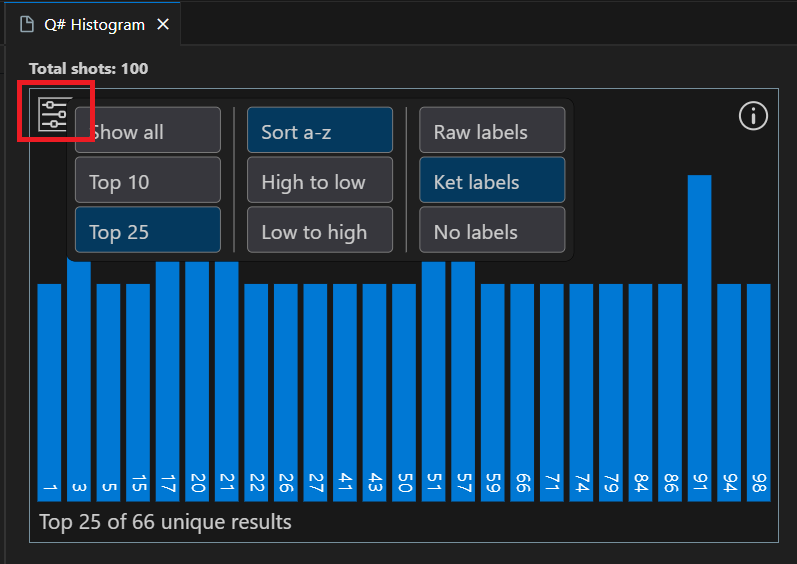 Q# Histogram
Total shots: 100
Show all Sort a-z Raw labels
Top 10 High to low Ket labels
Top 25 Low to high No labels
1 3 5 15 17 20 21 22 26 27 41 43 50 51 57 59 66 71 74 79 84 86 91 94 98
Top 25 of 66 unique results